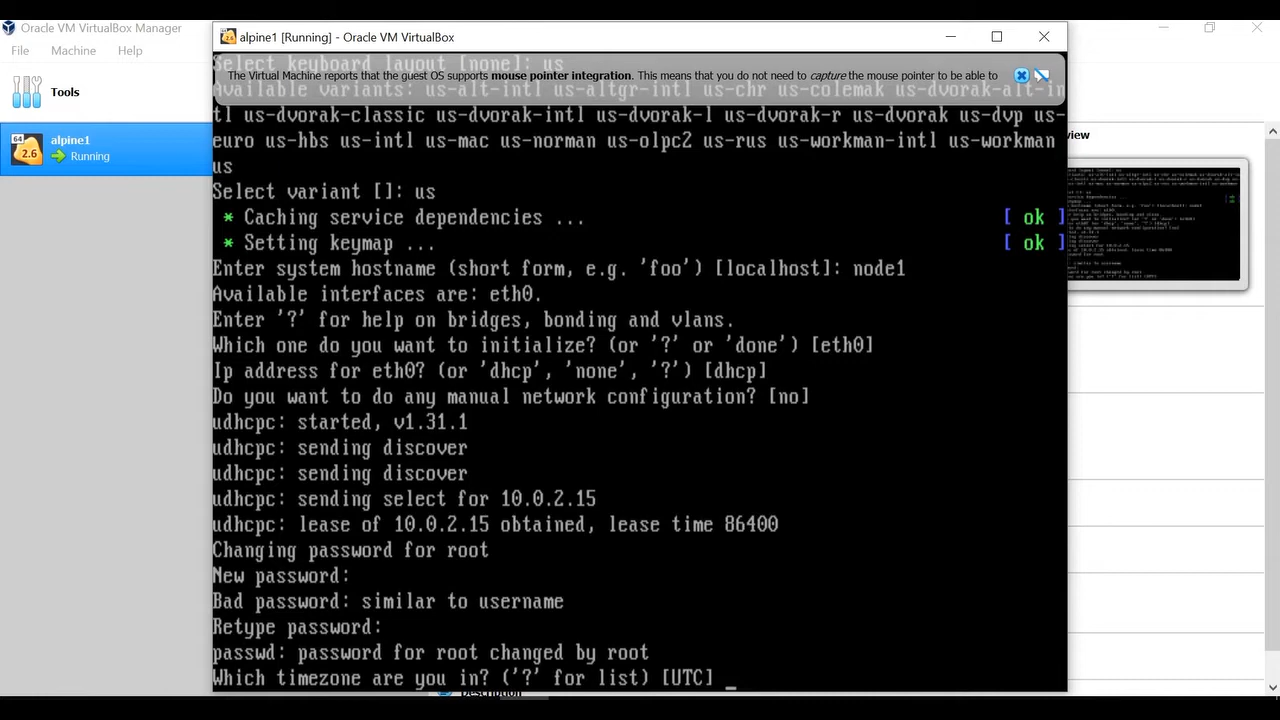 Oracle VM VirtualBox Manager
File Machine Help
Tools
alpine1
Running
64
2.6
alpine1 [Running] - Oracle VM VirtualBox
Select keyboard layout [none]: us
The Virtual Machine reports that the guest OS supports mouse pointer integration. This means that you do not need to capture the mouse pointer to be able to
Available variants: us-alt-intl us-altgr-intl us-chr us-colemak us-dvorak-alt-in
tl us-dvorak-classic us-dvorak-intl us-dvorak-l us-dvorak-r us-dvorak us-dvp us-
euro us-hbs us-intl us-mac us-norman us-olpc2 us-rus us-workman-intl us-workman
us
Select variant []: us
* Caching service dependencies ... [ ok ]
* Setting keymap ... [ ok ]
Enter system hostname (short form, e.g. 'foo') [localhost]: node1
Available interfaces are: eth0.
Enter '?' for help on bridges, bonding and vlans.
Which one do you want to initialize? (or '?' or 'done') [eth0]
Ip address for eth0? (or 'dhcp', 'none', '?') [dhcp]
Do you want to do any manual network configuration? [no]
udhcpc: started, v1.31.1
udhcpc: sending discover
udhcpc: sending discover
udhcpc: sending select for 10.0.2.15
udhcpc: lease of 10.0.2.15 obtained, lease time 86400
Changing password for root
New password:
Bad password: similar to username
Retype password:
passwd: password for root changed by root
Which timezone are you in? ('?' for list) [UTC] _
view
Description